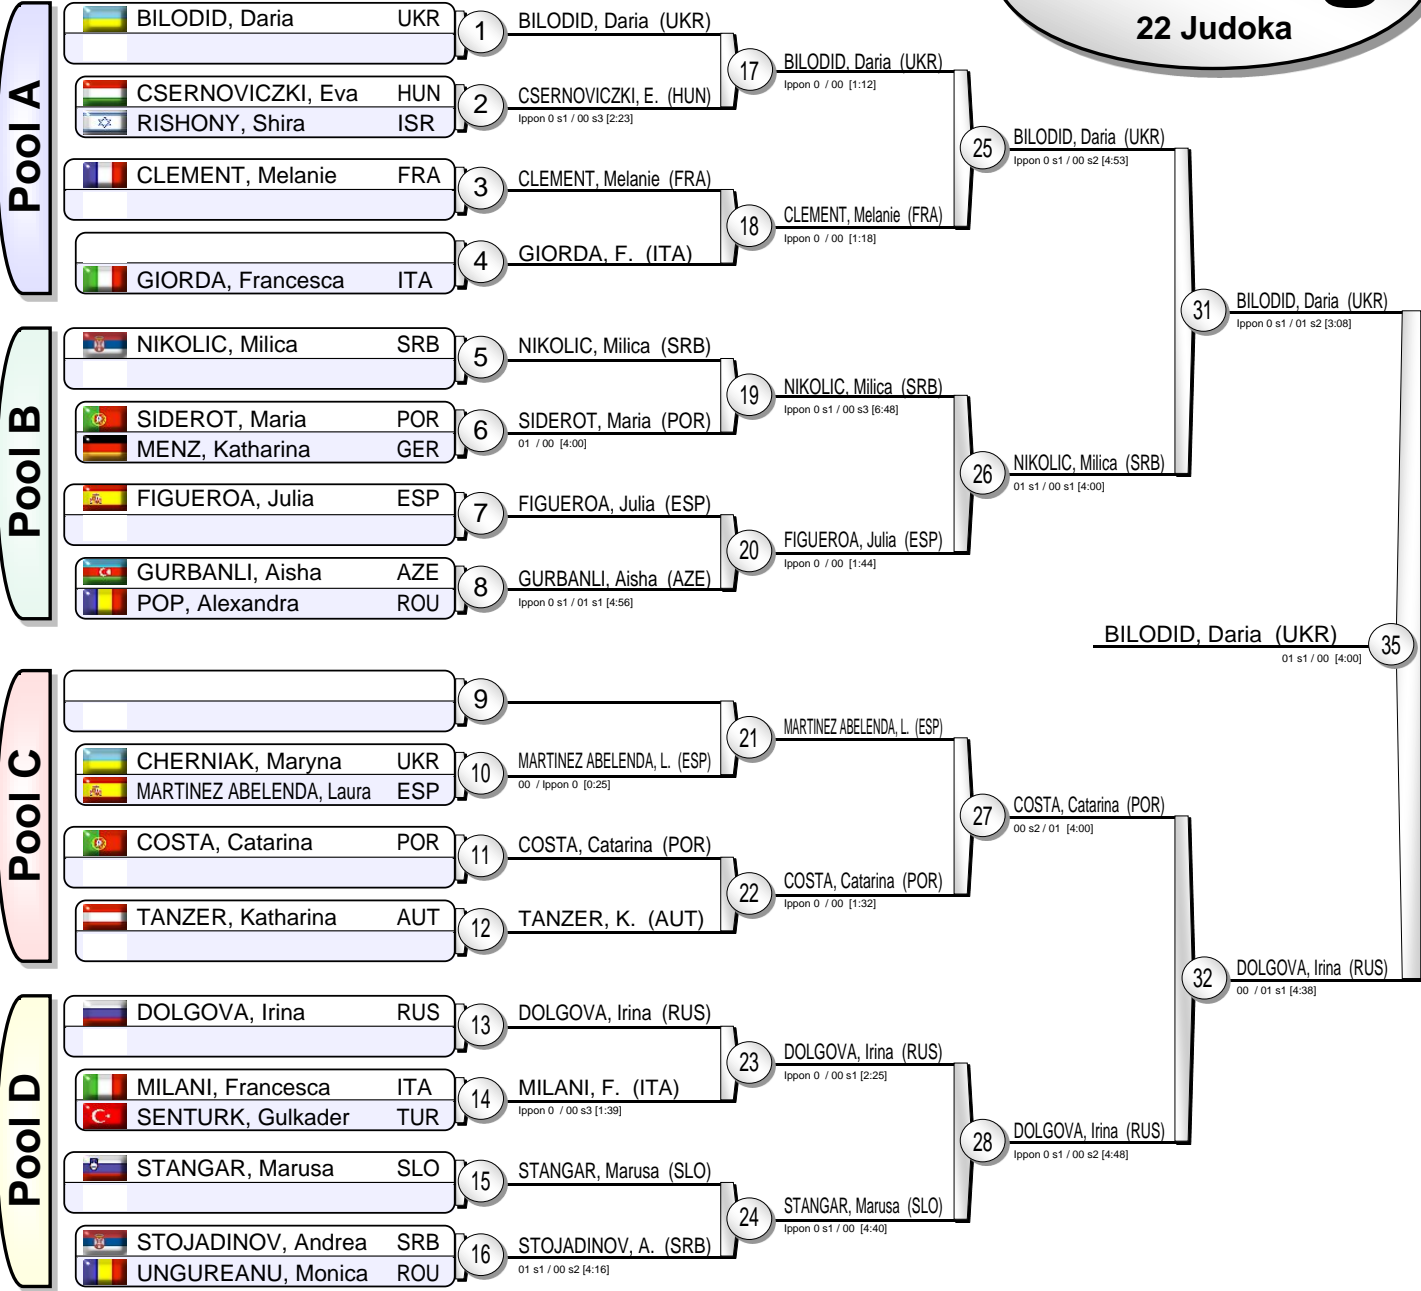 22 Judoka
Pool A
BILODID, Daria UKR
1
CSERNOVICZKI, Eva HUN
RISHONY, Shira ISR
2
CLEMENT, Melanie FRA
3
GIORDA, Francesca ITA
4
BILODID, Daria (UKR)
CSERNOVICZKI, E. (HUN)
Ippon 0 s1 / 00 s3 [2:23]
17
CLEMENT, Melanie (FRA)
GIORDA, F. (ITA)
18
BILODID, Daria (UKR)
Ippon 0 / 00 [1:12]
CLEMENT, Melanie (FRA)
Ippon 0 / 00 [1:18]
25
BILODID, Daria (UKR)
Ippon 0 s1 / 00 s2 [4:53]
Pool B
NIKOLIC, Milica SRB
5
SIDEROT, Maria POR
MENZ, Katharina GER
6
FIGUEROA, Julia ESP
7
GURBANLI, Aisha AZE
POP, Alexandra ROU
8
NIKOLIC, Milica (SRB)
SIDEROT, Maria (POR)
01 / 00 [4:00]
19
FIGUEROA, Julia (ESP)
GURBANLI, Aisha (AZE)
Ippon 0 s1 / 01 s1 [4:56]
20
NIKOLIC, Milica (SRB)
Ippon 0 s1 / 00 s3 [6:48]
FIGUEROA, Julia (ESP)
Ippon 0 / 00 [1:44]
26
NIKOLIC, Milica (SRB)
01 s1 / 00 s1 [4:00]
31
BILODID, Daria (UKR)
Ippon 0 s1 / 01 s2 [3:08]
BILODID, Daria (UKR)
01 s1 / 00 [4:00]
35
Pool C
9
CHERNIAK, Maryna UKR
MARTINEZ ABELENDA, Laura ESP
10
COSTA, Catarina POR
11
TANZER, Katharina AUT
12
MARTINEZ ABELENDA, L. (ESP)
00 / Ippon 0 [0:25]
21
COSTA, Catarina (POR)
TANZER, K. (AUT)
22
MARTINEZ ABELENDA, L. (ESP)
COSTA, Catarina (POR)
Ippon 0 / 00 [1:32]
27
COSTA, Catarina (POR)
00 s2 / 01 [4:00]
Pool D
DOLGOVA, Irina RUS
13
MILANI, Francesca ITA
SENTURK, Gulkader TUR
14
STANGAR, Marusa SLO
15
STOJADINOV, Andrea SRB
UNGUREANU, Monica ROU
16
DOLGOVA, Irina (RUS)
MILANI, F. (ITA)
Ippon 0 / 00 s3 [1:39]
23
STANGAR, Marusa (SLO)
STOJADINOV, A. (SRB)
01 s1 / 00 s2 [4:16]
24
DOLGOVA, Irina (RUS)
Ippon 0 / 00 s1 [2:25]
STANGAR, Marusa (SLO)
Ippon 0 s1 / 00 [4:40]
28
DOLGOVA, Irina (RUS)
Ippon 0 s1 / 00 s2 [4:48]
32
DOLGOVA, Irina (RUS)
00 / 01 s1 [4:38]